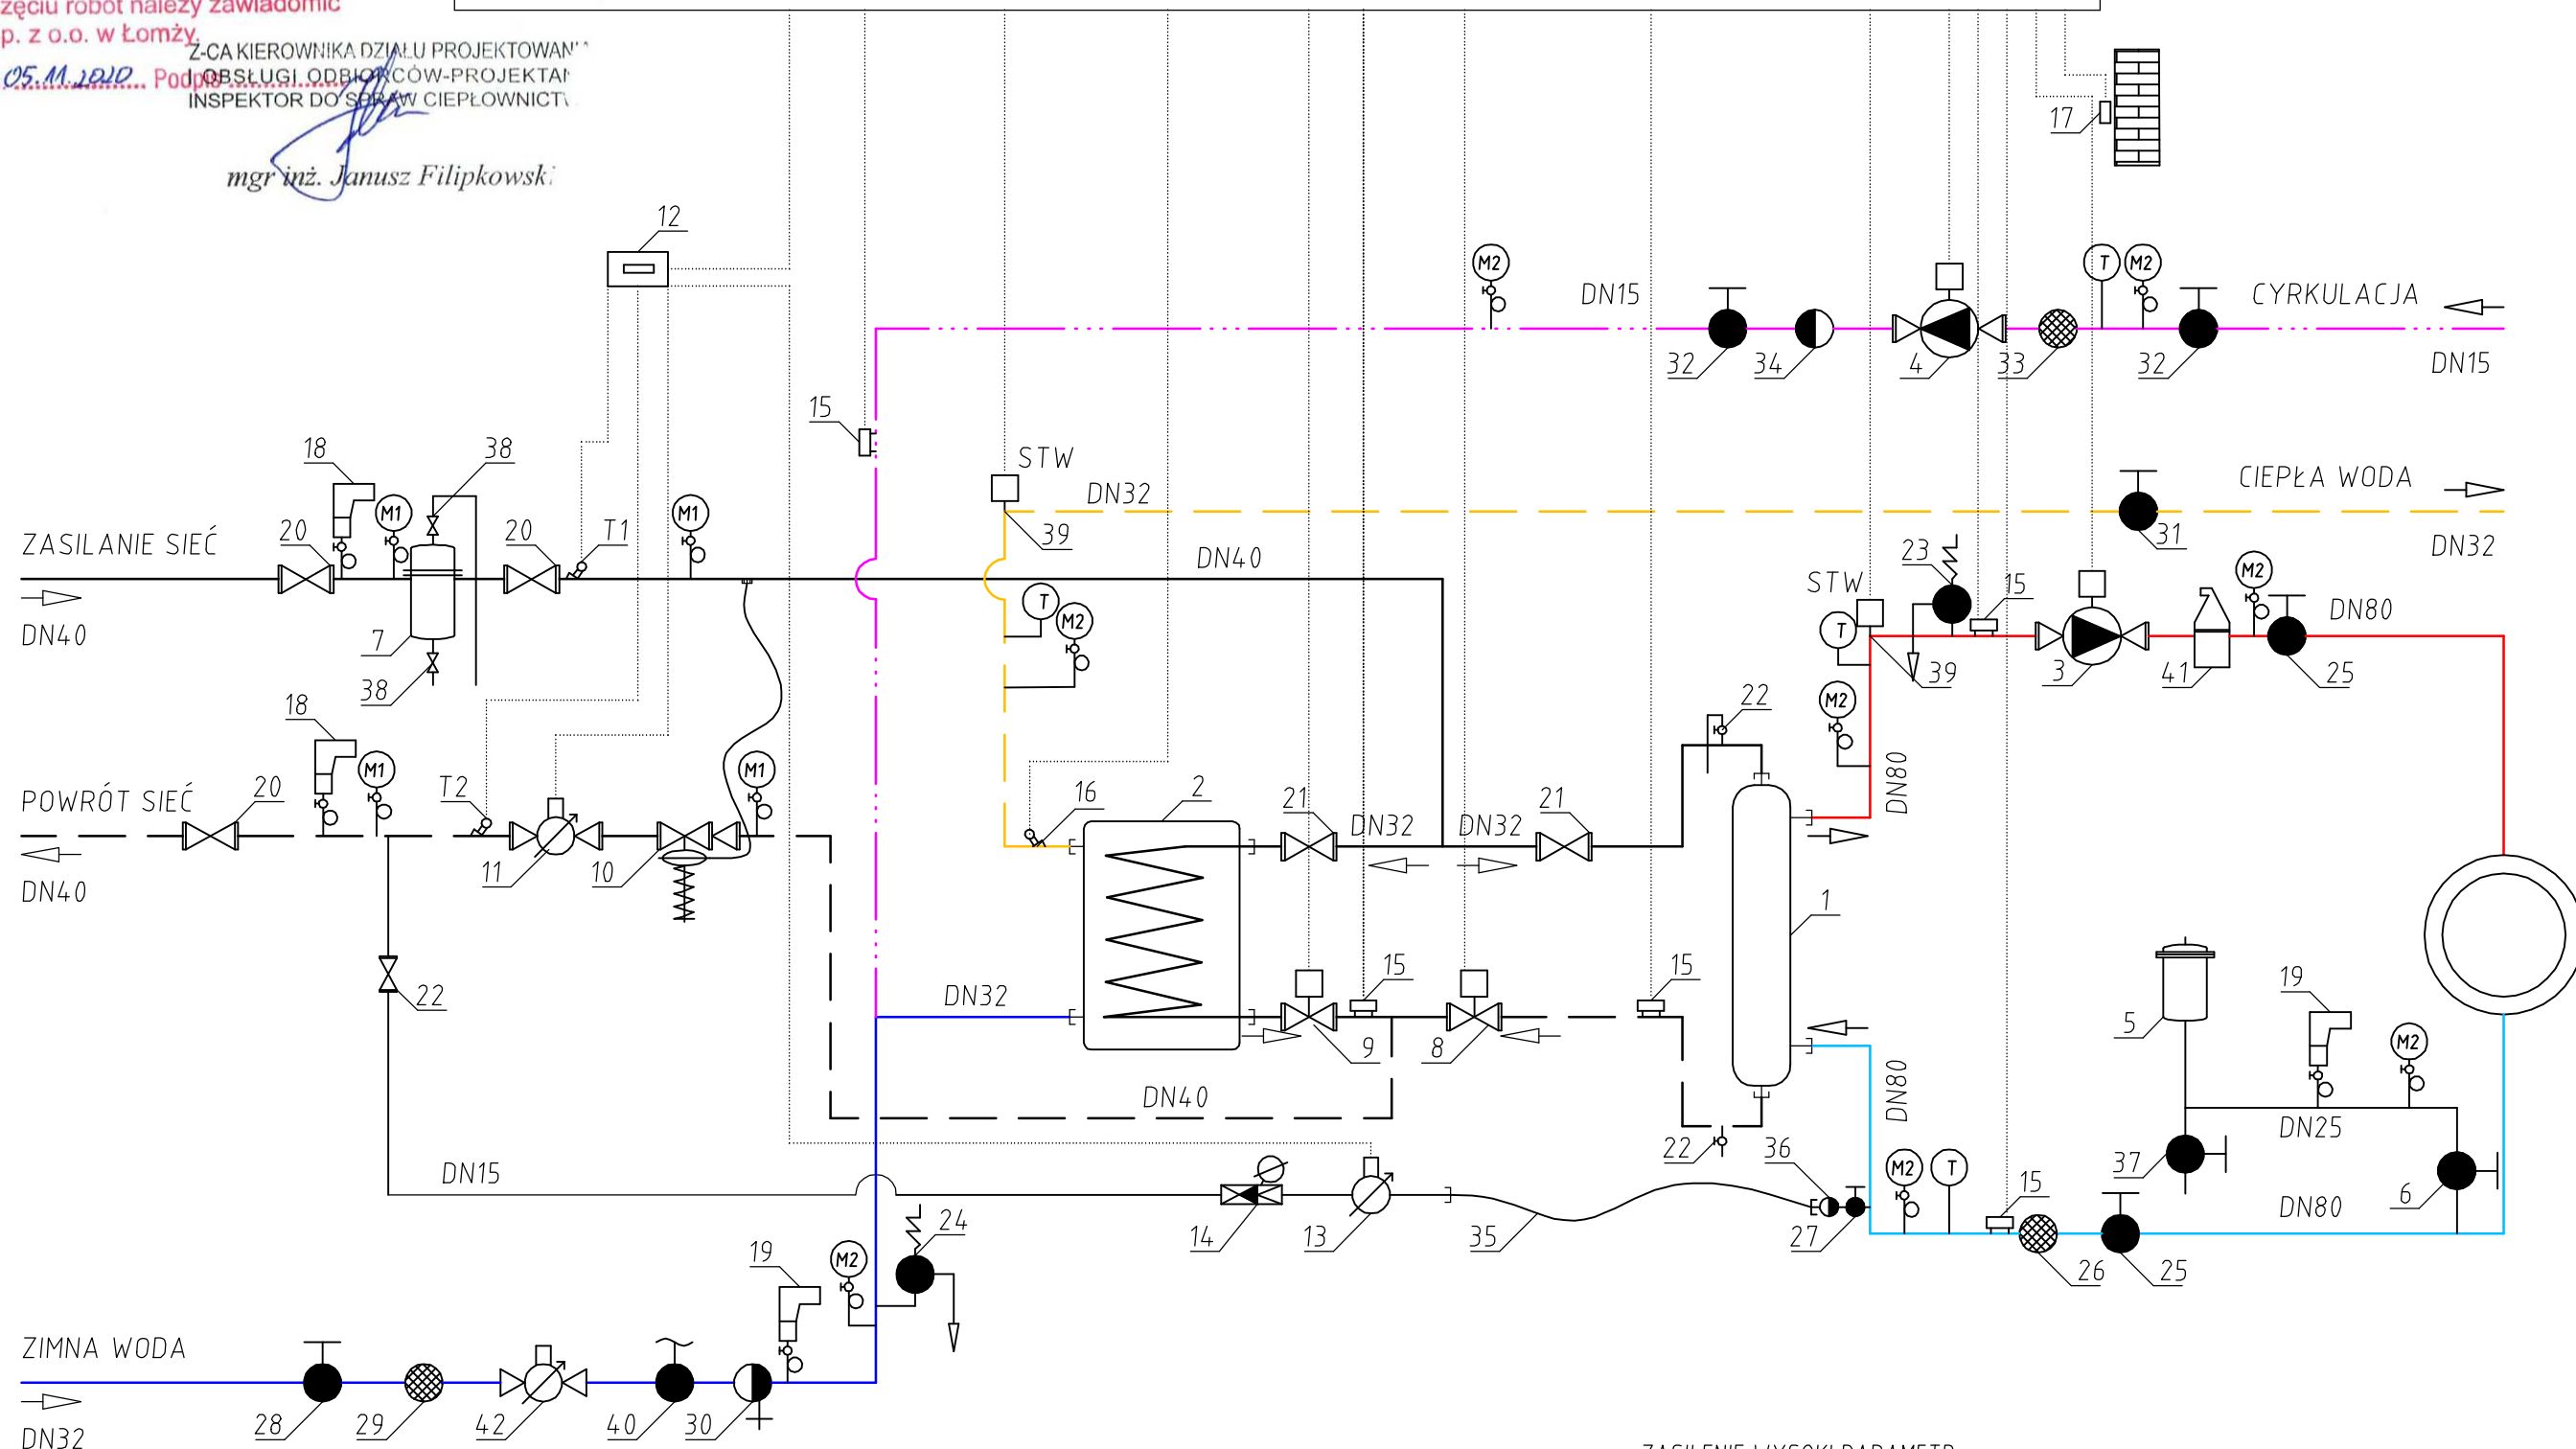 zęciu robót należy zawiadomić
p. z o.o. w Łomży.
05.11.2020 Podpis
Z-CA KIEROWNIKA DZIAŁU PROJEKTOWAN
I OBSŁUGI ODBIORCÓW-PROJEKTAN
INSPEKTOR DO SPRAW CIEPŁOWNICTW
mgr inż. Janusz Filipkowski
17
12
M2
DN15
T
M2
CYRKULACJA
32
34
4
33
32
DN15
15
18
38
STW
DN32
CIEPŁA WODA
39
31
DN32
ZASILANIE SIEĆ
20
M1
20
T1
M1
DN40
DN40
7
38
T
M2
STW
23
15
M2
DN80
T
39
3
41
25
M2
DN80
18
22
POWRÓT SIEĆ
20
M1
T2
M1
DN40
11
10
16
2
21
DN32
DN32
21
1
22
DN32
15
15
9
8
DN40
5
19
M2
DN25
DN80
22
36
37
6
DN80
DN15
M2
T
15
14
13
35
27
26
25
24
19
M2
ZIMNA WODA
28
29
42
40
30
DN32
ZASILENIE WYSOKI PARAMETR